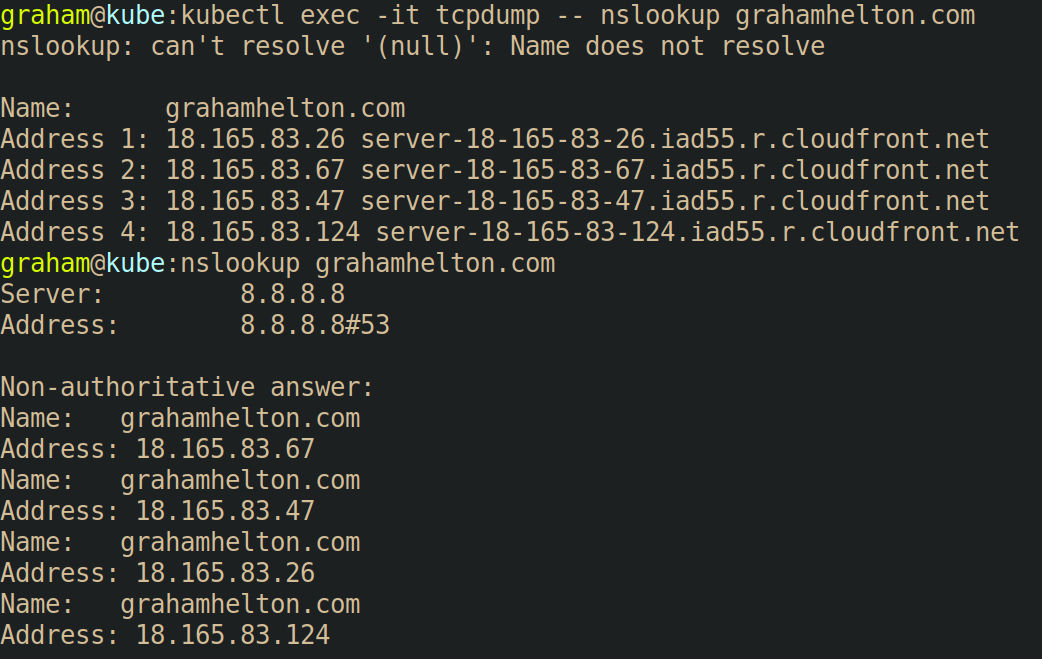 graham@kube:kubectl exec -it tcpdump -- nslookup grahamhelton.com
nslookup: can't resolve '(null)': Name does not resolve
Name:      grahamhelton.com
Address 1: 18.165.83.26 server-18-165-83-26.iad55.r.cloudfront.net
Address 2: 18.165.83.67 server-18-165-83-67.iad55.r.cloudfront.net
Address 3: 18.165.83.47 server-18-165-83-47.iad55.r.cloudfront.net
Address 4: 18.165.83.124 server-18-165-83-124.iad55.r.cloudfront.net
graham@kube:nslookup grahamhelton.com
Server:         8.8.8.8
Address:        8.8.8.8#53
Non-authoritative answer:
Name:   grahamhelton.com
Address: 18.165.83.67
Name:   grahamhelton.com
Address: 18.165.83.47
Name:   grahamhelton.com
Address: 18.165.83.26
Name:   grahamhelton.com
Address: 18.165.83.124